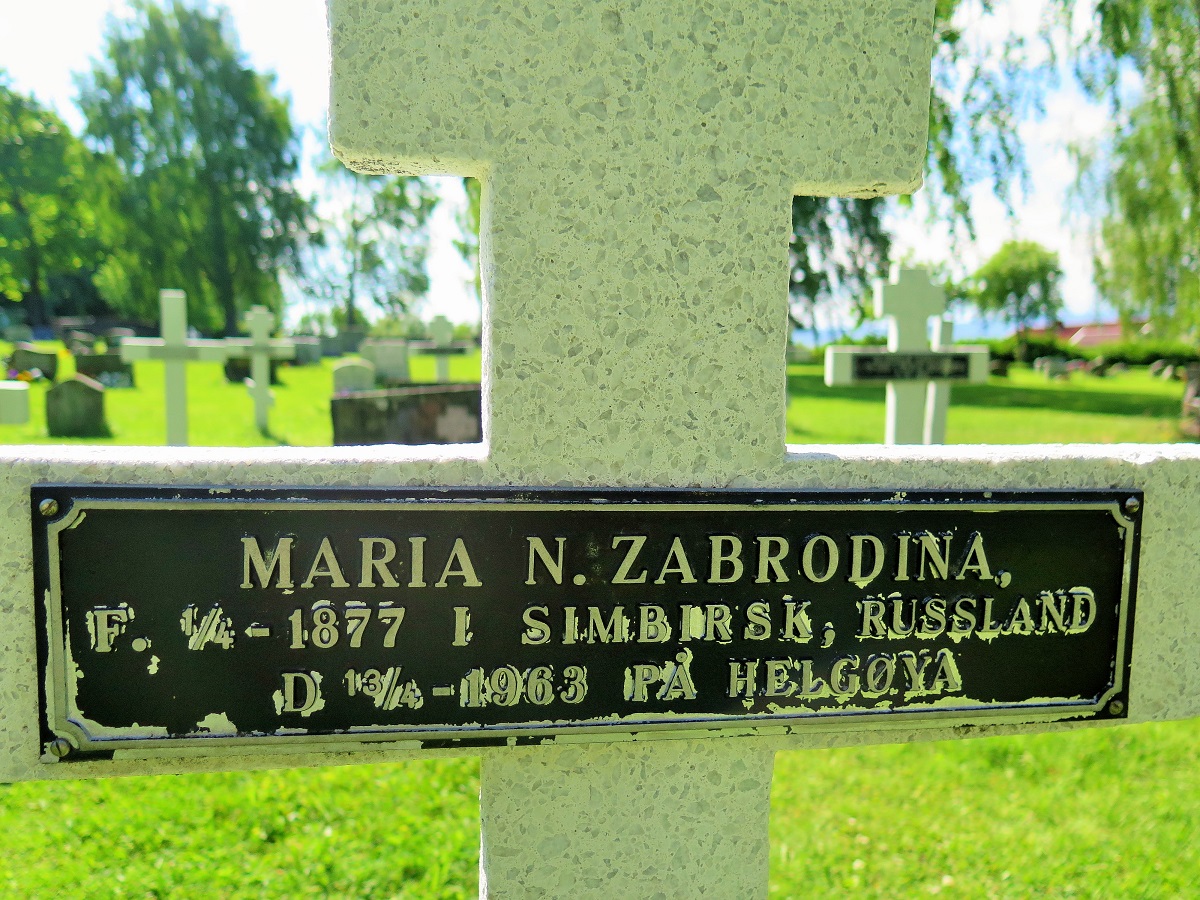 MARIA N. ZABRODINA,
F. 1/4-1877 I SIMBIRSK, RUSSLAND
D 13/4-1963 PÅ HELGØYA